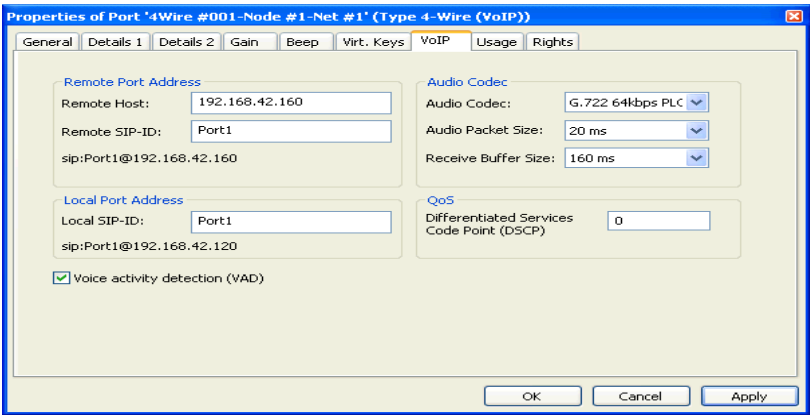 Properties of Port '4Wire #001-Node #1-Net #1' (Type 4-Wire (VoIP))
General Details 1 Details 2 Gain Beep Virt. Keys VoIP Usage Rights
Remote Port Address
Remote Host: 192.168.42.160
Remote SIP-ID: Port1
sip:Port1@192.168.42.160
Audio Codec
Audio Codec: G.722 64kbps PLC
Audio Packet Size: 20 ms
Receive Buffer Size: 160 ms
Local Port Address
Local SIP-ID: Port1
sip:Port1@192.168.42.120
QoS
Differentiated Services
Code Point (DSCP) 0
Voice activity detection (VAD)
OK Cancel Apply